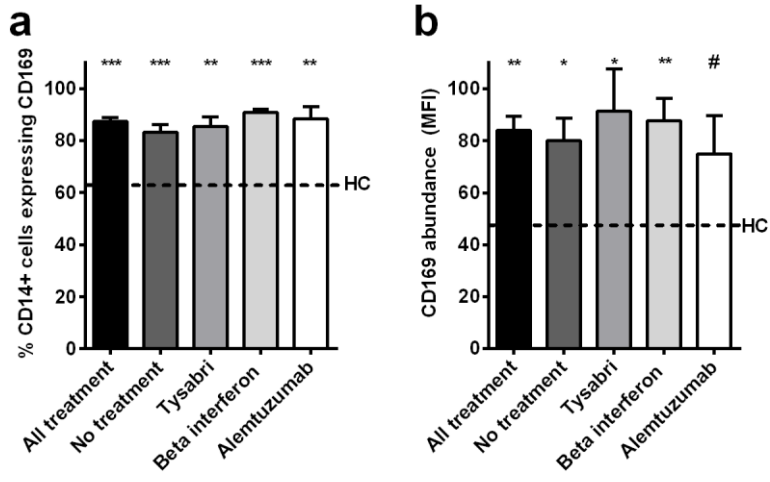 a
% CD14+ cells expressing CD169
100
80
60
40
20
0
*** *** ** *** **
HC
All treatment
No treatment
Tysabri
Beta interferon
Alemtuzumab
b
CD169 abundance (MFI)
100
80
60
40
20
0
** * * ** #
HC
All treatment
No treatment
Tysabri
Beta interferon
Alemtuzumab